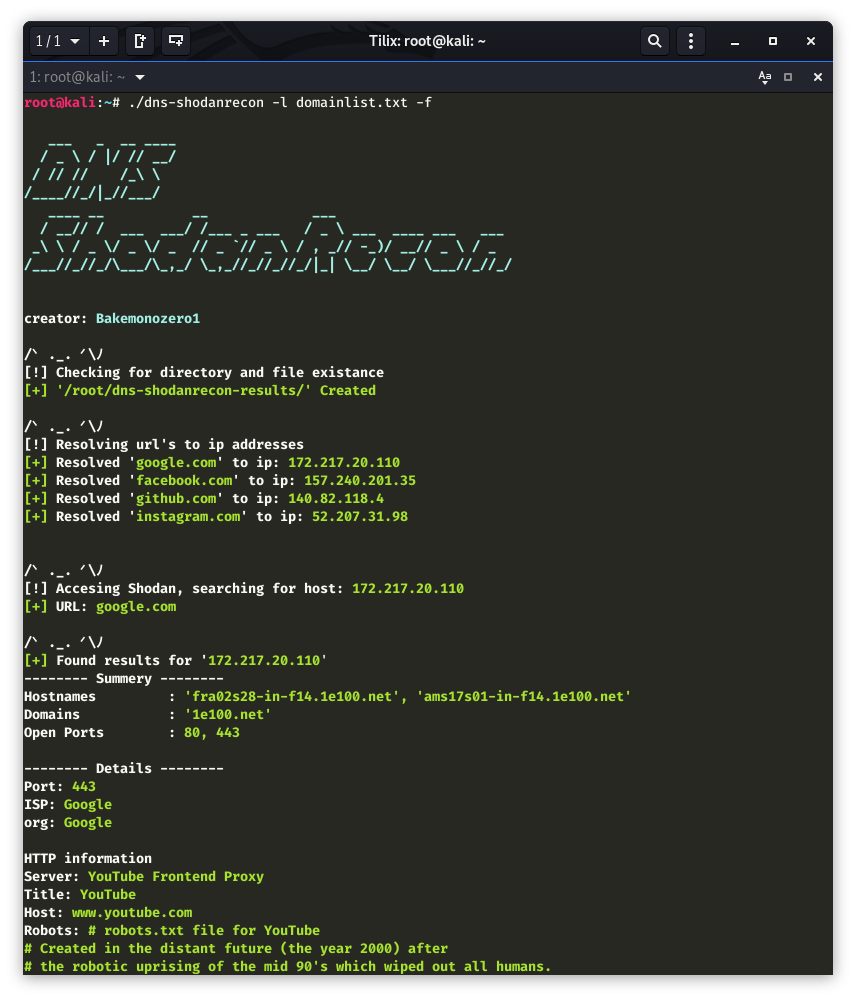 1 / 1
Tilix: root@kali: ~
1: root@kali: ~
root@kali:~# ./dns-shodanrecon -l domainlist.txt -f
DNS
ShodanRecon
creator: Bakemonozero1
/` ._. ´\ﾉ
[!] Checking for directory and file existance
[+] '/root/dns-shodanrecon-results/' Created
/` ._. ´\ﾉ
[!] Resolving url's to ip addresses
[+] Resolved 'google.com' to ip: 172.217.20.110
[+] Resolved 'facebook.com' to ip: 157.240.201.35
[+] Resolved 'github.com' to ip: 140.82.118.4
[+] Resolved 'instagram.com' to ip: 52.207.31.98
/` ._. ´\ﾉ
[!] Accesing Shodan, searching for host: 172.217.20.110
[+] URL: google.com
/` ._. ´\ﾉ
[+] Found results for '172.217.20.110'
-------- Summery --------
Hostnames         : 'fra02s28-in-f14.1e100.net', 'ams17s01-in-f14.1e100.net'
Domains           : '1e100.net'
Open Ports        : 80, 443
-------- Details --------
Port: 443
ISP: Google
org: Google
HTTP information
Server: YouTube Frontend Proxy
Title: YouTube
Host: www.youtube.com
Robots: # robots.txt file for YouTube
# Created in the distant future (the year 2000) after
# the robotic uprising of the mid 90's which wiped out all humans.